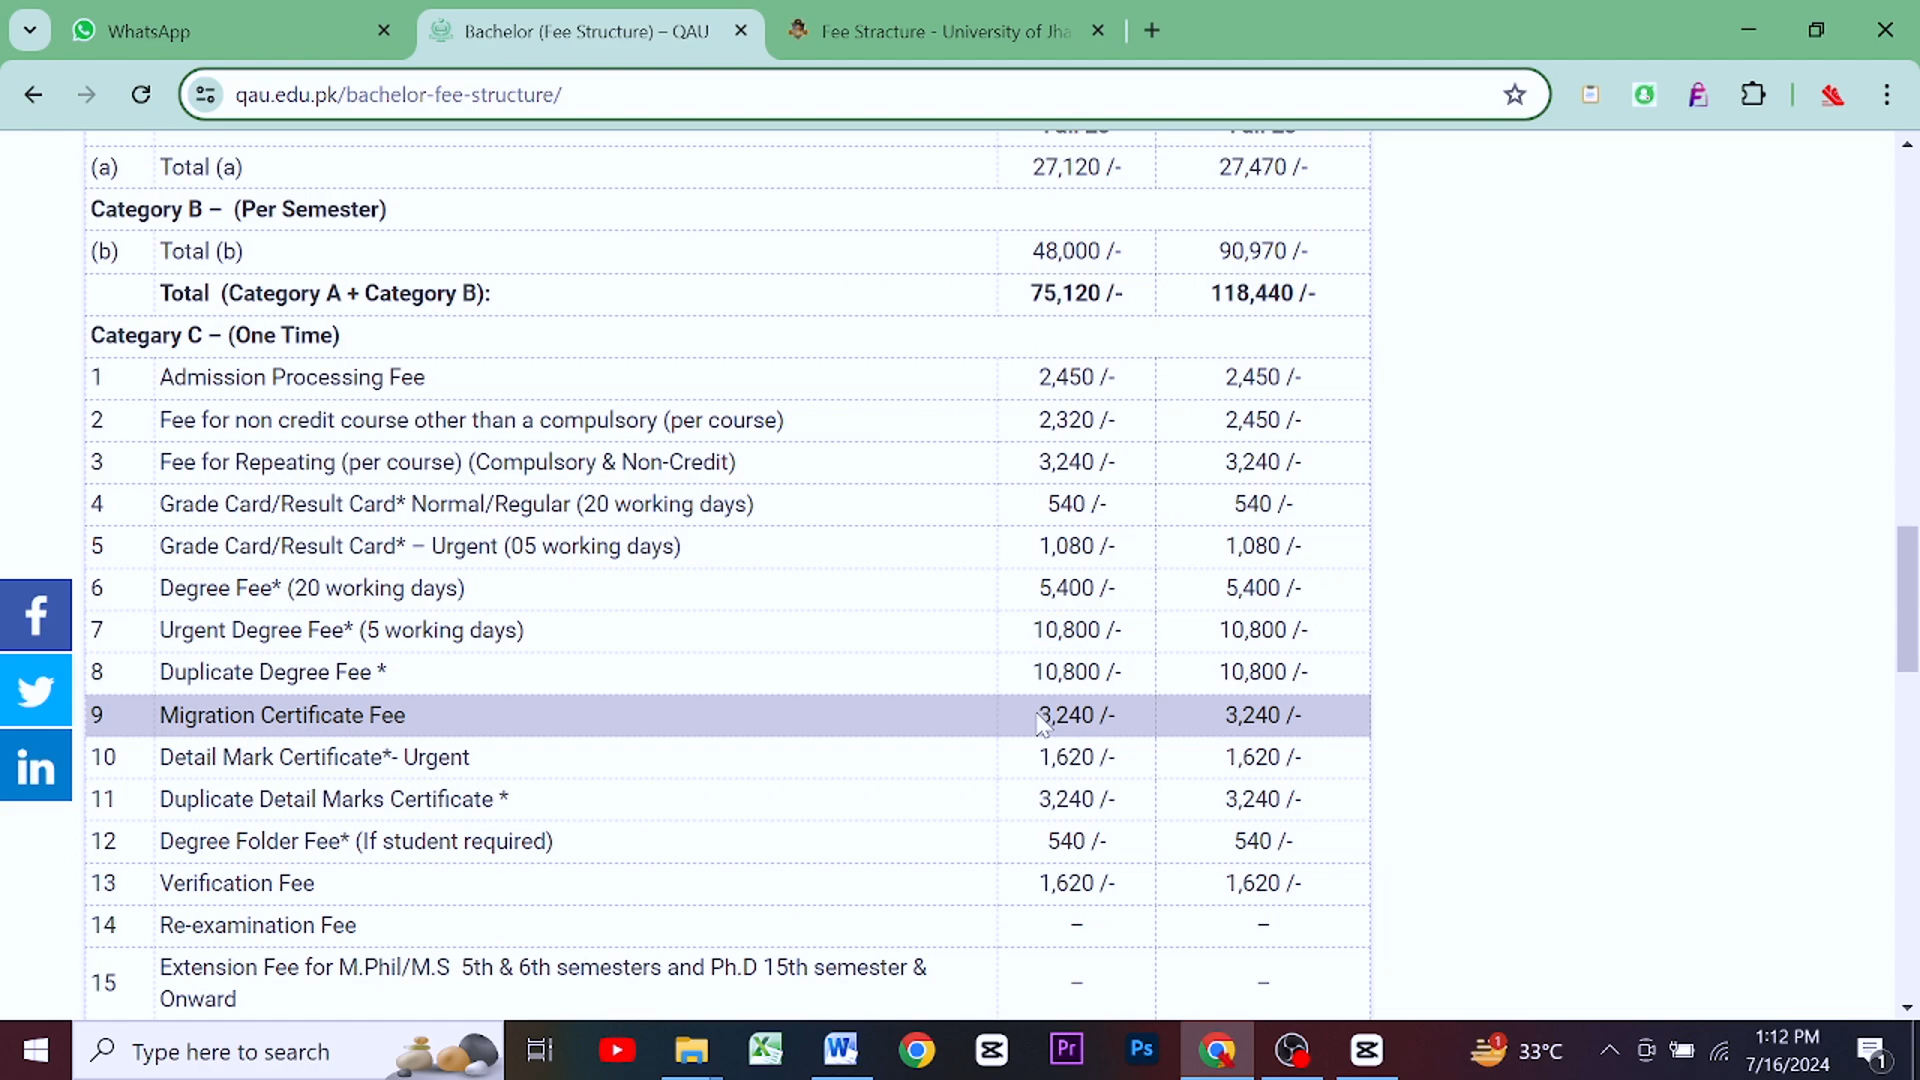 WhatsApp
Bachelor (Fee Structure) – QAU
Fee Structure - University of Jha
qau.edu.pk/bachelor-fee-structure/
(a) Total (a) 27,120 /- 27,470 /-
Category B – (Per Semester)
(b) Total (b) 48,000 /- 90,970 /-
Total (Category A + Category B): 75,120 /- 118,440 /-
Categary C – (One Time)
1 Admission Processing Fee 2,450 /- 2,450 /-
2 Fee for non credit course other than a compulsory (per course) 2,320 /- 2,450 /-
3 Fee for Repeating (per course) (Compulsory & Non-Credit) 3,240 /- 3,240 /-
4 Grade Card/Result Card* Normal/Regular (20 working days) 540 /- 540 /-
5 Grade Card/Result Card* – Urgent (05 working days) 1,080 /- 1,080 /-
6 Degree Fee* (20 working days) 5,400 /- 5,400 /-
7 Urgent Degree Fee* (5 working days) 10,800 /- 10,800 /-
8 Duplicate Degree Fee * 10,800 /- 10,800 /-
9 Migration Certificate Fee 3,240 /- 3,240 /-
10 Detail Mark Certificate*- Urgent 1,620 /- 1,620 /-
11 Duplicate Detail Marks Certificate * 3,240 /- 3,240 /-
12 Degree Folder Fee* (If student required) 540 /- 540 /-
13 Verification Fee 1,620 /- 1,620 /-
14 Re-examination Fee – –
15 Extension Fee for M.Phil/M.S 5th & 6th semesters and Ph.D 15th semester & – –
Onward
Type here to search
Pr
Ps
1
33°C
1:12 PM
7/16/2024
1